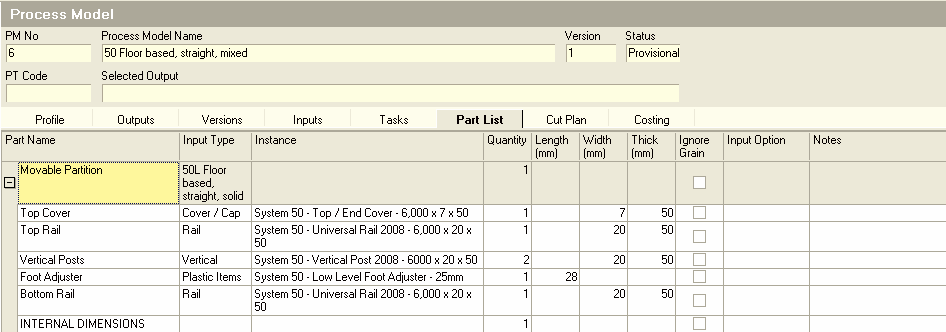 Process Model
PM No Process Model Name Version Status
6 50 Floor based, straight, mixed 1 Provisional
PT Code Selected Output
Profile Outputs Versions Inputs Tasks Part List Cut Plan Costing
Part Name Input Type Instance Quantity Length (mm) Width (mm) Thick (mm) Ignore Grain Input Option Notes
Movable Partition 50L Floor based, straight, solid 1
Top Cover Cover / Cap System 50 - Top / End Cover - 6,000 x 7 x 50 1 7 50
Top Rail Rail System 50 - Universal Rail 2008 - 6,000 x 20 x 50 1 20 50
Vertical Posts Vertical System 50 - Vertical Post 2008 - 6000 x 20 x 50 2 20 50
Foot Adjuster Plastic Items System 50 - Low Level Foot Adjuster - 25mm 1 28
Bottom Rail Rail System 50 - Universal Rail 2008 - 6,000 x 20 x 50 1 20 50
INTERNAL DIMENSIONS 1